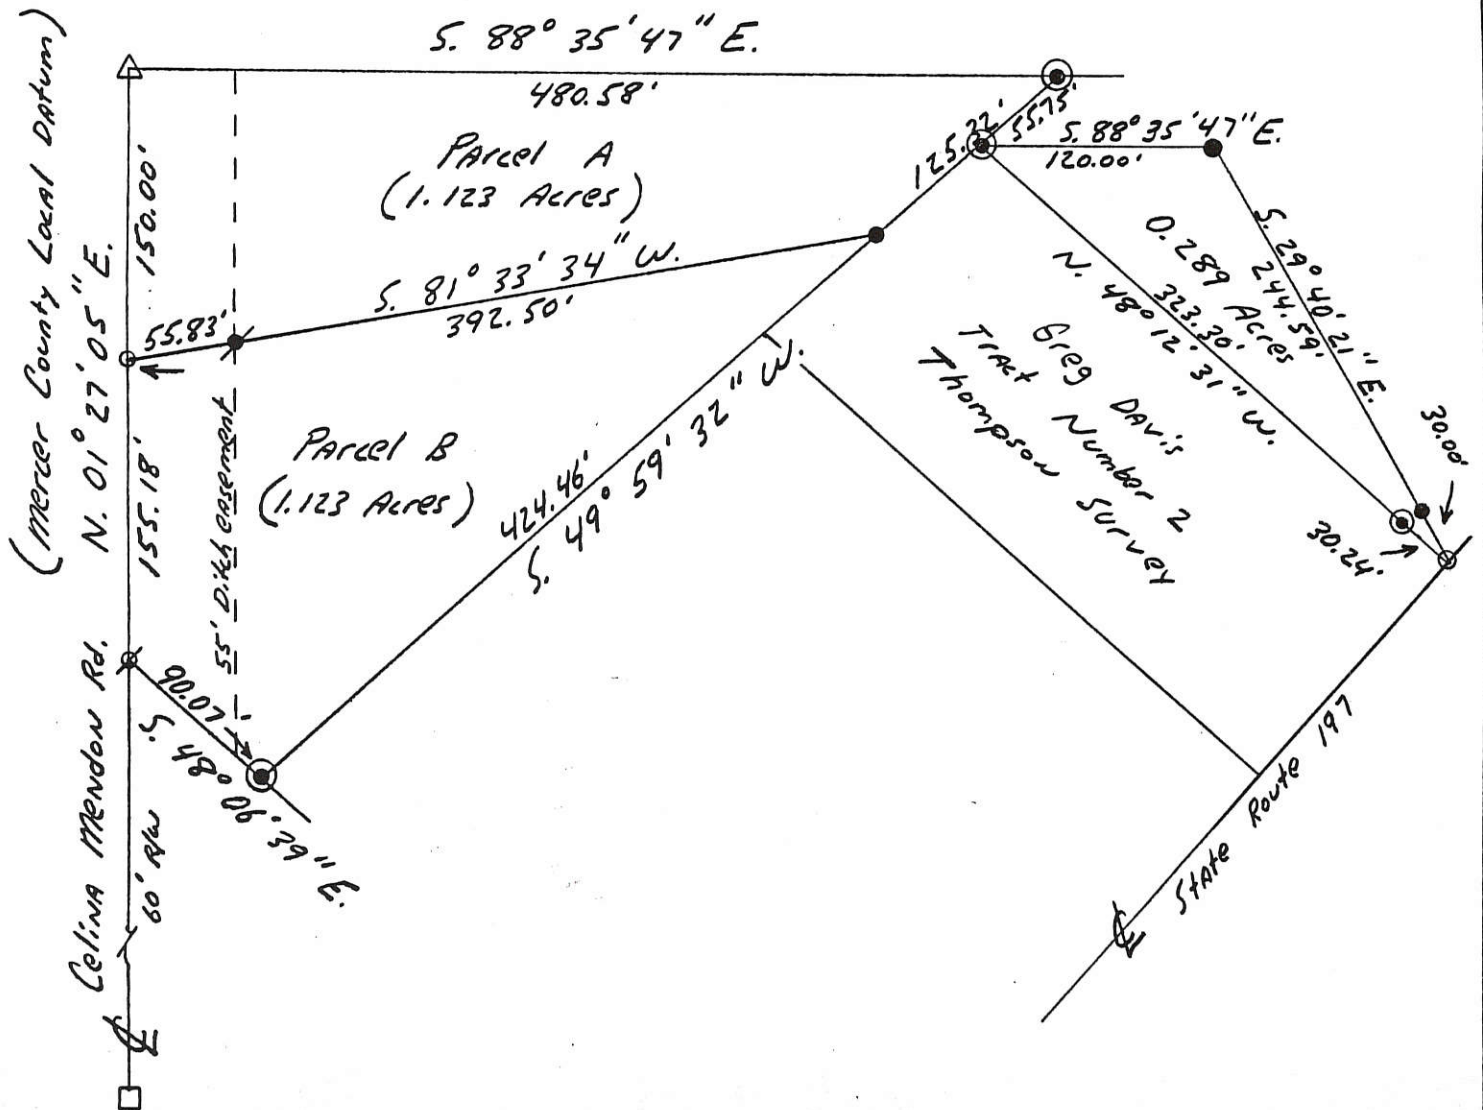 S. 88° 35' 47" E.
480.58'
(Mercer County Local Datum)
N. 01° 27' 05" E.
150.00'
155.18'
Parcel A
(1.123 Acres)
125.22'
55.75'
S. 88° 35' 47" E.
120.00'
S. 81° 33' 34" W.
392.50'
55.83'
55' Ditch easement
Parcel B
(1.123 Acres)
424.46'
S. 49° 59' 32" W.
S. 29° 40' 21" E.
244.59'
0.289 Acres
323.30'
N. 48° 12' 31" W.
Greg Davis
Tract Number 2
Thompson Survey
30.00'
30.24'
90.07'
S 48° 06' 39" E.
Celina Mendon Rd.
60' R/W
State Route 197
℄
℄